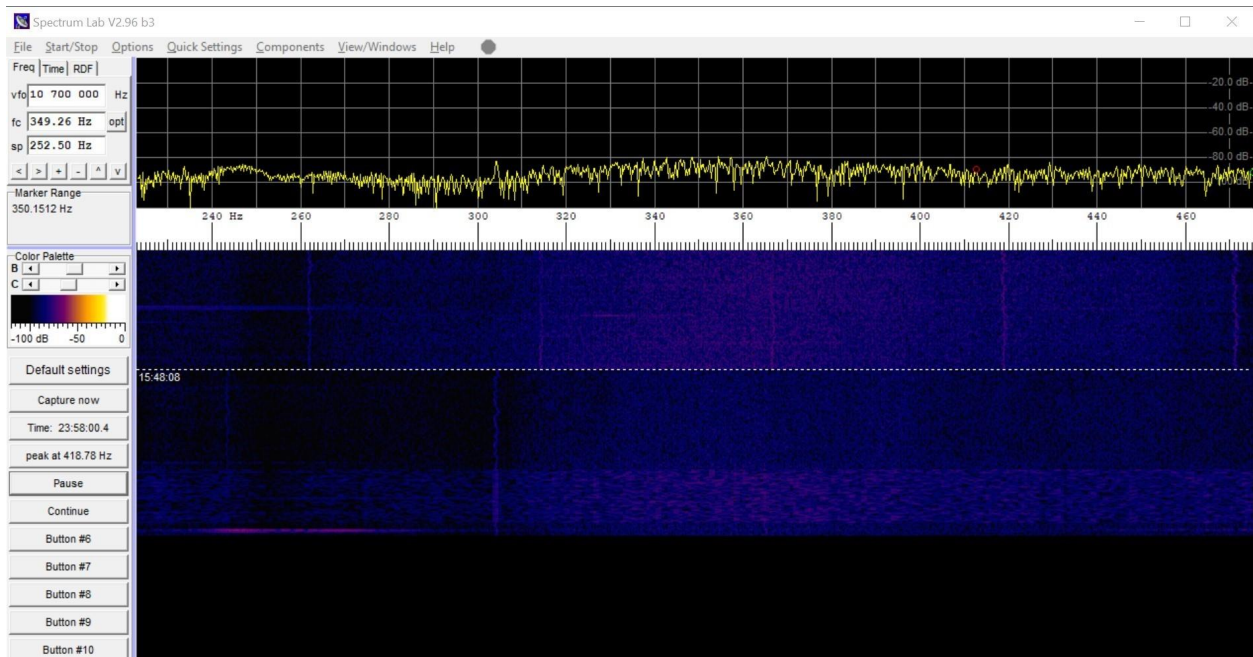 Spectrum Lab V2.96 b3
File Start/Stop Options Quick Settings Components View/Windows Help
Freq Time RDF
vfo 10 700 000 Hz
fc 349.26 Hz opt
sp 252.50 Hz
< > + - ^ v
Marker Range
350.1512 Hz
-20.0 dB
-40.0 dB
-60.0 dB
-80.0 dB
240 Hz 260 280 300 320 340 360 380 400 420 440 460
Color Palette
B
C
-100 dB -50 0
15:48:08
Default settings
Capture now
Time: 23:58:00.4
peak at 418.78 Hz
Pause
Continue
Button #6
Button #7
Button #8
Button #9
Button #10